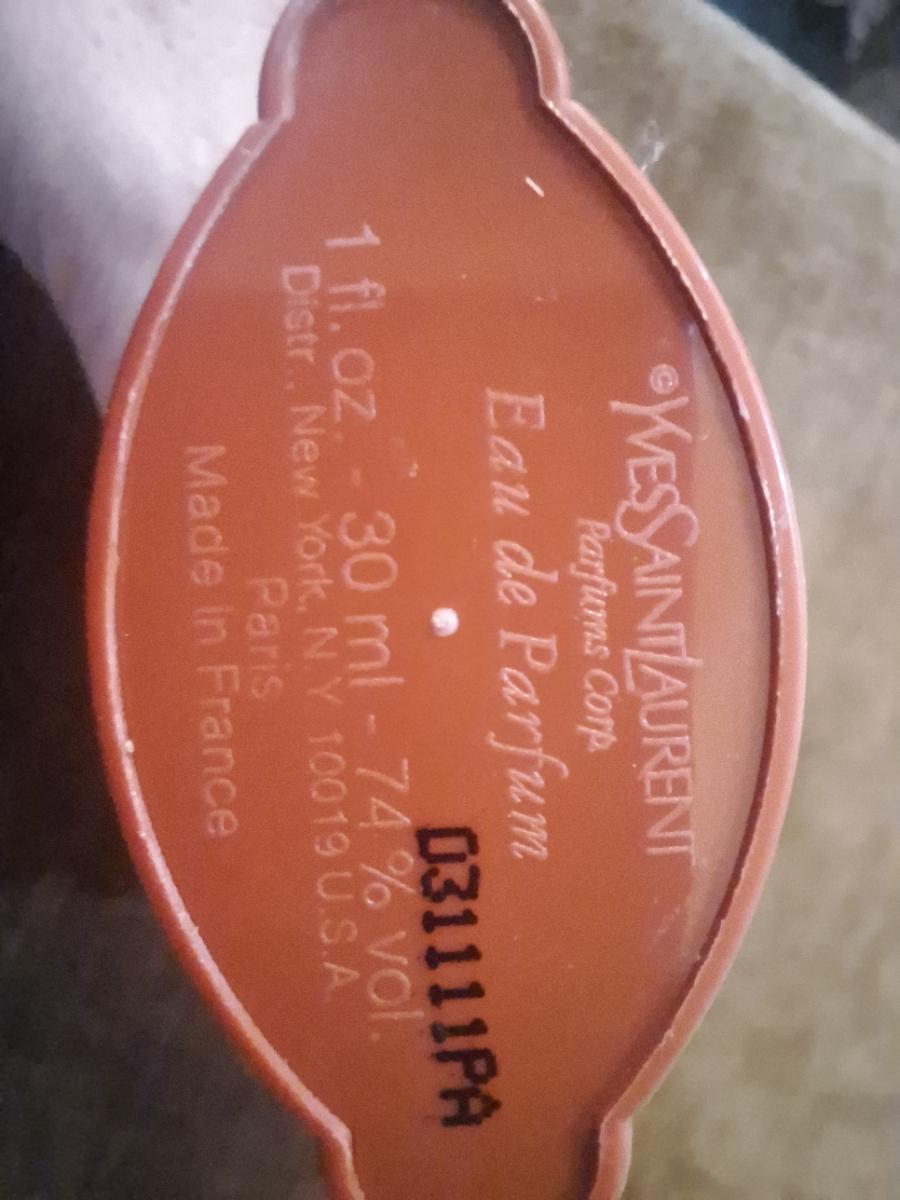 © YVESSAINTLAURENT
Parfums Corp
Eau de Parfum
D31111PA
1 fl. OZ. - 30 ml - 74 % VOl.
Distr., New York, N.Y 10019 U.S.A
Paris
Made In France